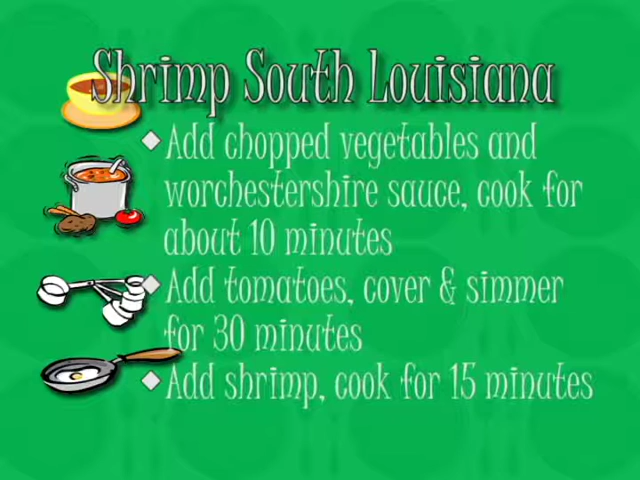 Shrimp South Louisiana
Add chopped vegetables and
worchestershire sauce, cook for
about 10 minutes
Add tomatoes, cover & simmer
for 30 minutes
Add shrimp, cook for 15 minutes